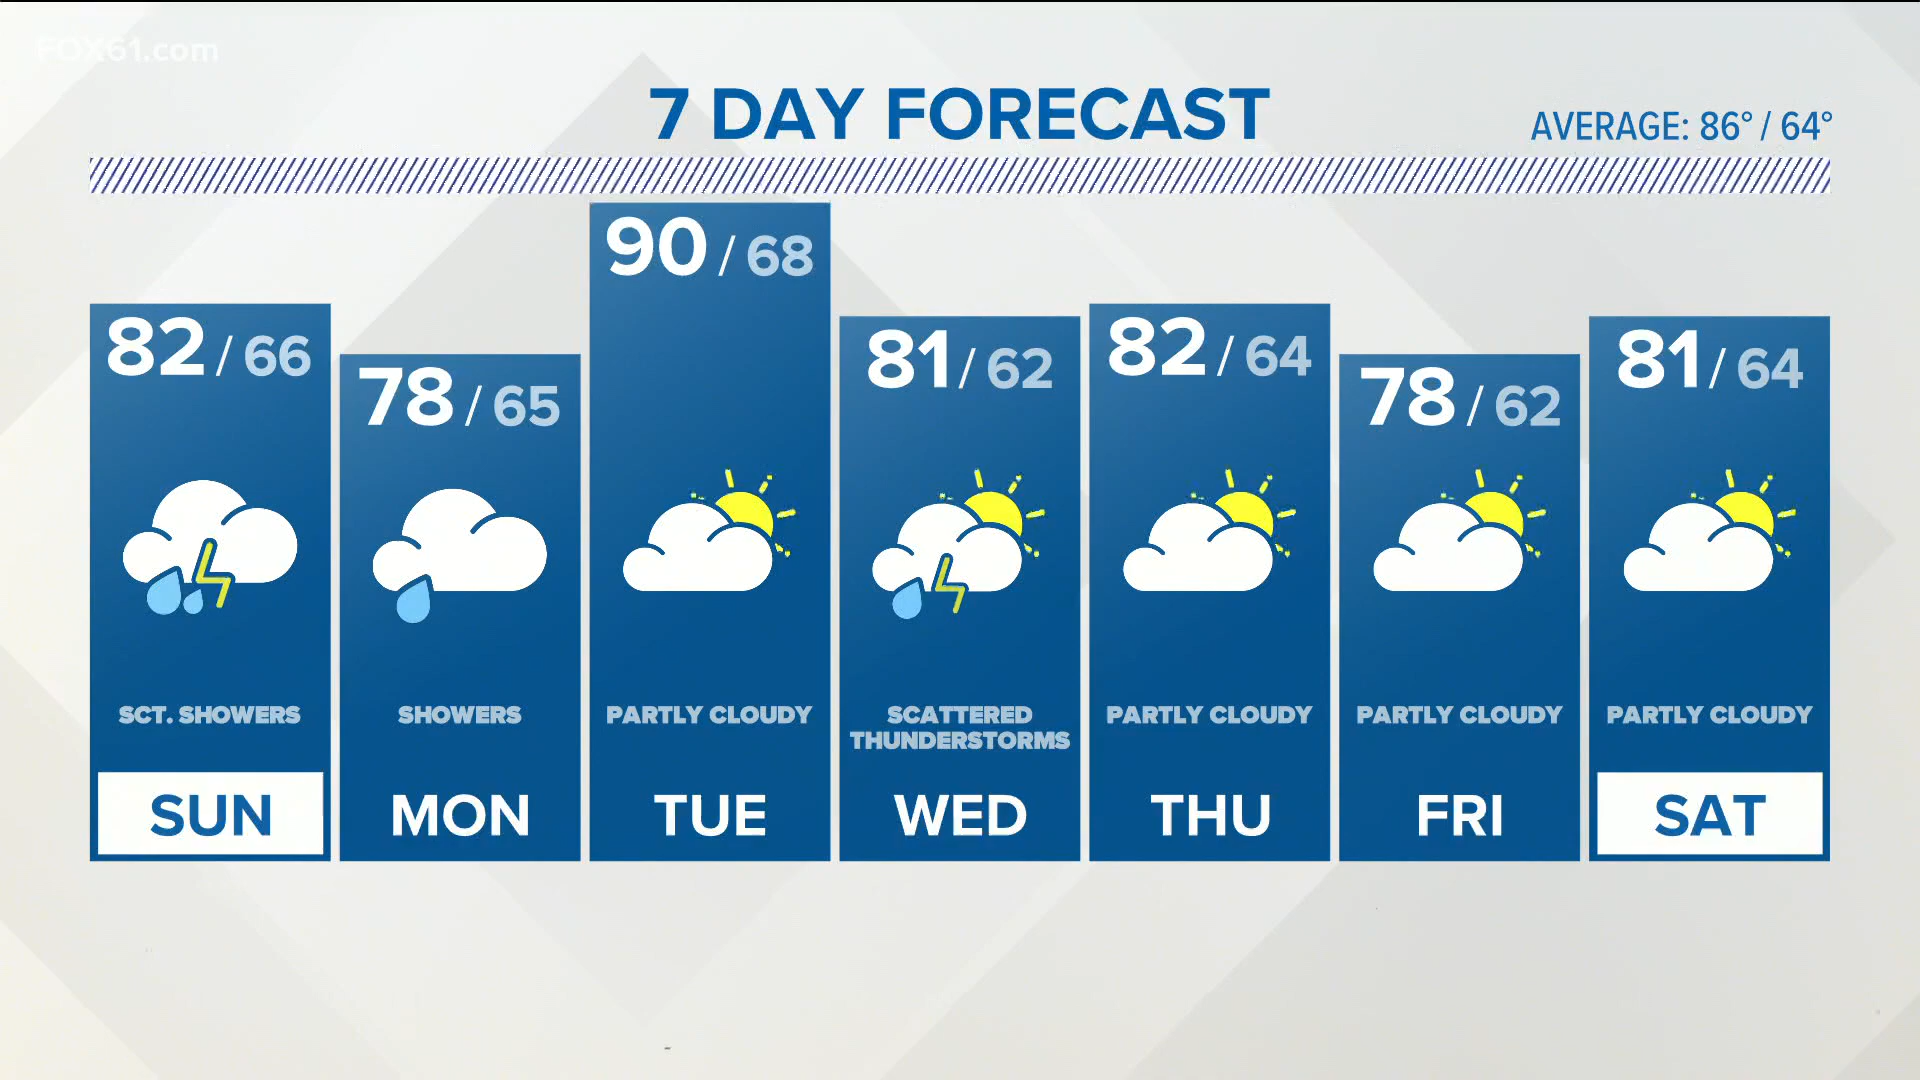 FOX61.com
7 DAY FORECAST
AVERAGE: 86° / 64°
82 / 66
SCT. SHOWERS
SUN
78 / 65
SHOWERS
MON
90 / 68
PARTLY CLOUDY
TUE
81 / 62
SCATTERED
THUNDERSTORMS
WED
82 / 64
PARTLY CLOUDY
THU
78 / 62
PARTLY CLOUDY
FRI
81 / 64
PARTLY CLOUDY
SAT